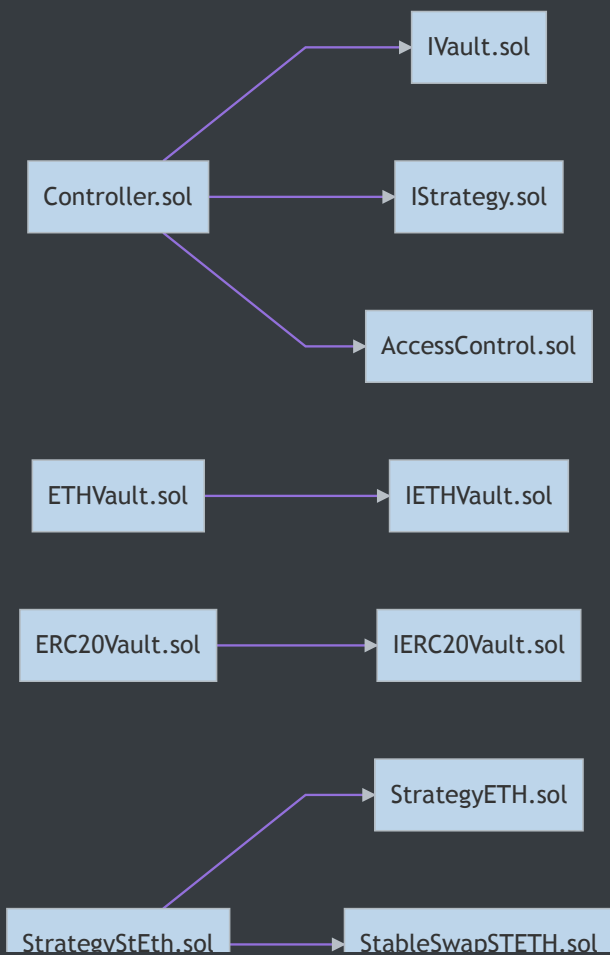 IVault.sol
Controller.sol
IStrategy.sol
AccessControl.sol
ETHVault.sol
IETHVault.sol
ERC20Vault.sol
IERC20Vault.sol
StrategyETH.sol
StrategyStEth.sol
StableSwapSTETH.sol